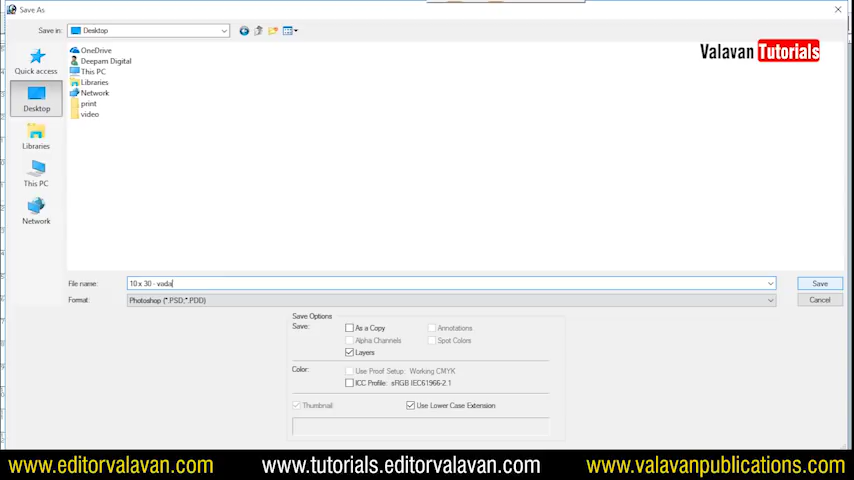 Save As
Save in: Desktop
Valavan Tutorials
Quick access
Desktop
Libraries
This PC
Network
OneDrive
Deepam Digital
This PC
Libraries
Network
print
video
File name: 10 x 30 - vada Save
Format: Photoshop (*.PSD;*.PDD) Cancel
Save Options
Save: As a Copy Annotations
Alpha Channels Spot Colors
Layers
Color: Use Proof Setup: Working CMYK
ICC Profile: sRGB IEC61966-2.1
Thumbnail Use Lower Case Extension
www.editorvalavan.com www.tutorials.editorvalavan.com www.valavanpublications.com